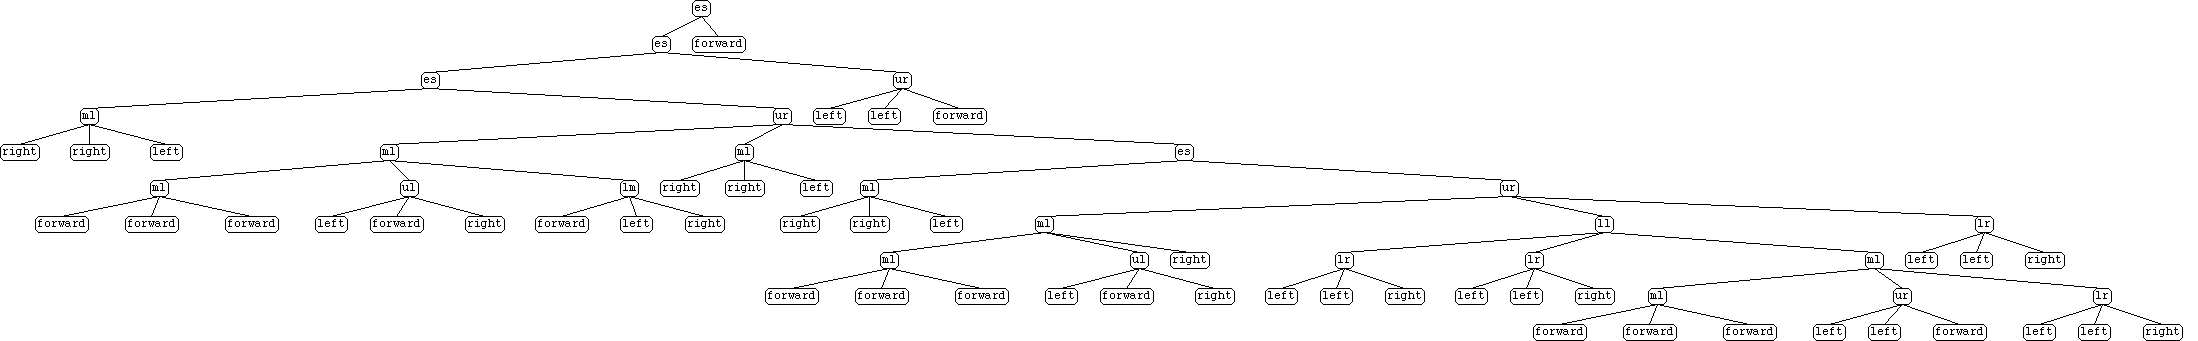 es
es forward
es ur
ml ur left left forward
right right left ml ml es
ml ul lm right right left ml ur
forward forward forward left forward right forward left right right right left ml ll lr
ml ul right lr lr ml left left right
forward forward forward left forward right left left right left left right ml ur lr
forward forward forward left left forward left left right